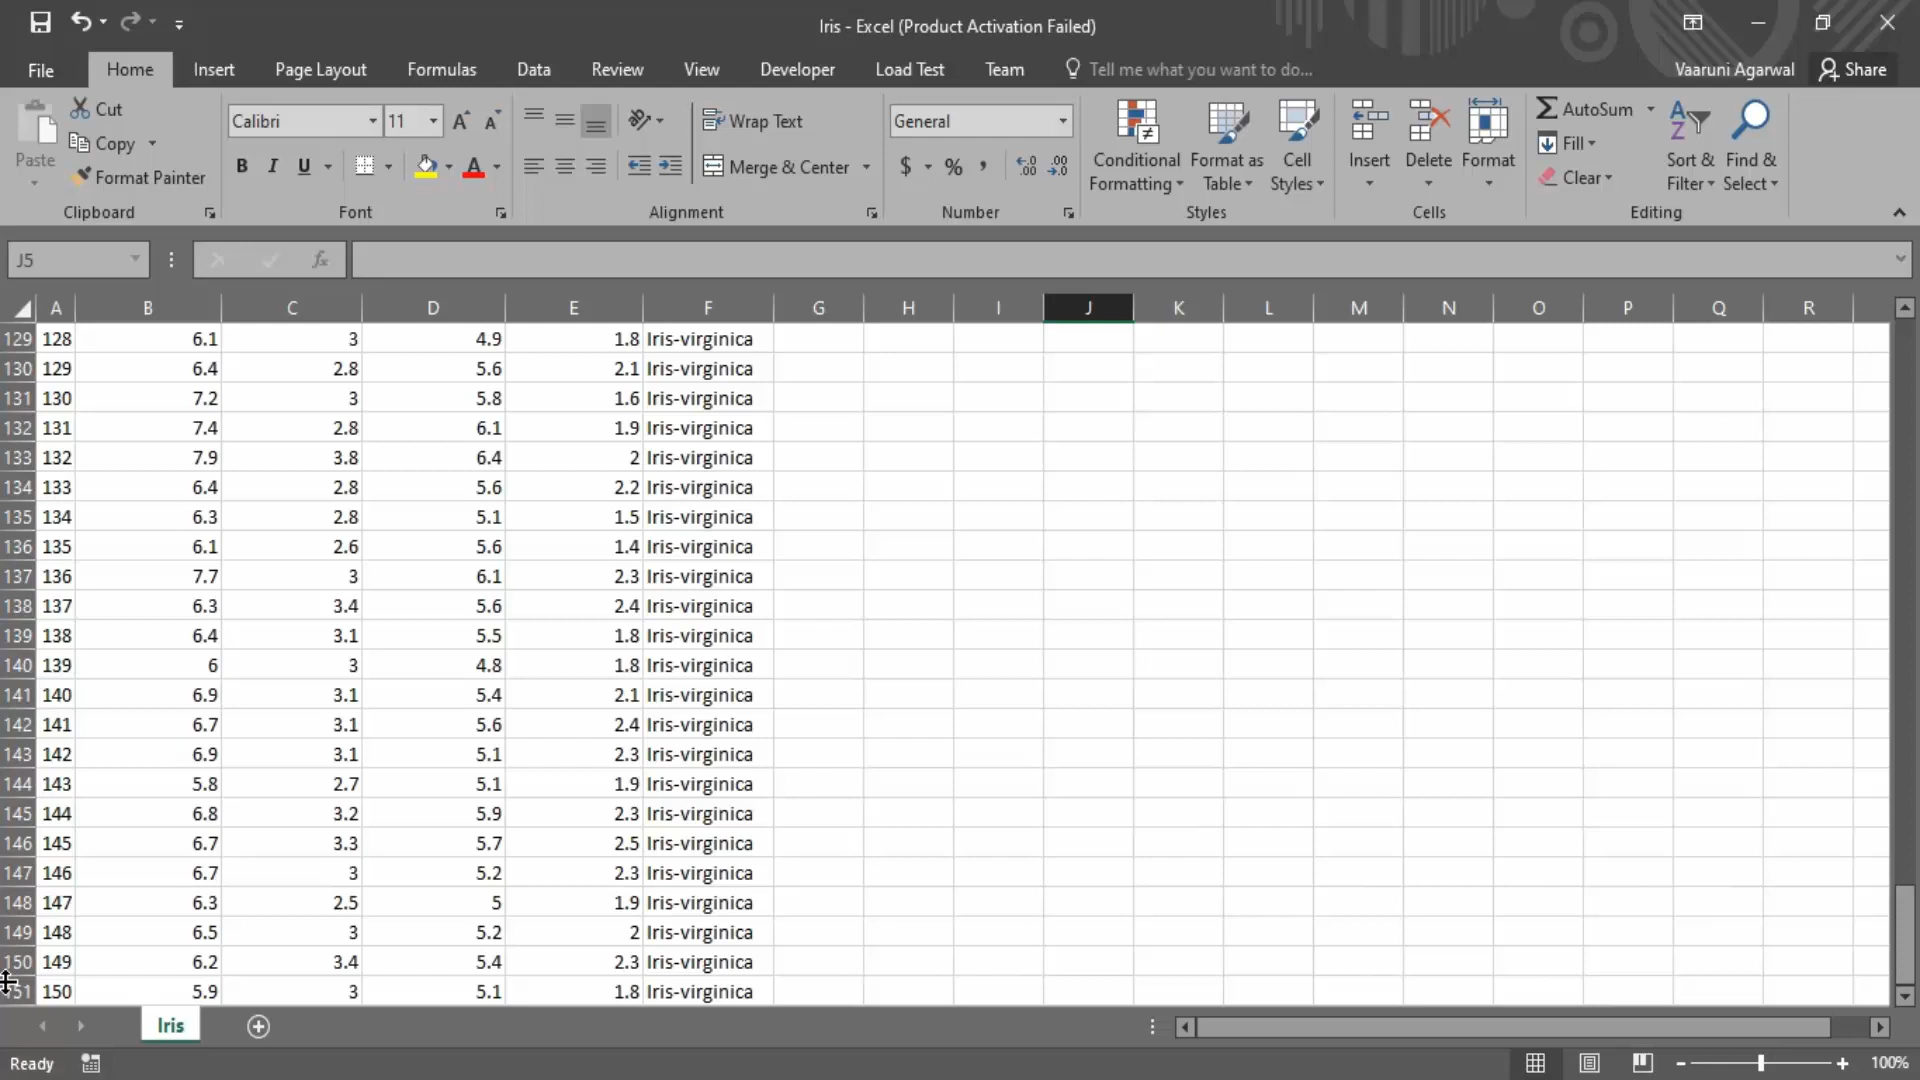 Iris - Excel (Product Activation Failed)
File Home Insert Page Layout Formulas Data Review View Developer Load Test Team Tell me what you want to do... Vaaruni Agarwal Share
Paste
Cut
Copy
Format Painter
Clipboard
Calibri 11
B I U A
Font
Wrap Text
Merge & Center
Alignment
General
$ % ,
Number
Conditional Formatting
Format as Table
Cell Styles
Styles
Insert
Delete
Format
Cells
AutoSum
Fill
Clear
Sort & Filter
Find & Select
Editing
J5 fx
A B C D E F G H I J K L M N O P Q R
129 128 6.1 3 4.9 1.8 Iris-virginica
130 129 6.4 2.8 5.6 2.1 Iris-virginica
131 130 7.2 3 5.8 1.6 Iris-virginica
132 131 7.4 2.8 6.1 1.9 Iris-virginica
133 132 7.9 3.8 6.4 2 Iris-virginica
134 133 6.4 2.8 5.6 2.2 Iris-virginica
135 134 6.3 2.8 5.1 1.5 Iris-virginica
136 135 6.1 2.6 5.6 1.4 Iris-virginica
137 136 7.7 3 6.1 2.3 Iris-virginica
138 137 6.3 3.4 5.6 2.4 Iris-virginica
139 138 6.4 3.1 5.5 1.8 Iris-virginica
140 139 6 3 4.8 1.8 Iris-virginica
141 140 6.9 3.1 5.4 2.1 Iris-virginica
142 141 6.7 3.1 5.6 2.4 Iris-virginica
143 142 6.9 3.1 5.1 2.3 Iris-virginica
144 143 5.8 2.7 5.1 1.9 Iris-virginica
145 144 6.8 3.2 5.9 2.3 Iris-virginica
146 145 6.7 3.3 5.7 2.5 Iris-virginica
147 146 6.7 3 5.2 2.3 Iris-virginica
148 147 6.3 2.5 5 1.9 Iris-virginica
149 148 6.5 3 5.2 2 Iris-virginica
150 149 6.2 3.4 5.4 2.3 Iris-virginica
151 150 5.9 3 5.1 1.8 Iris-virginica
Iris
Ready 100%